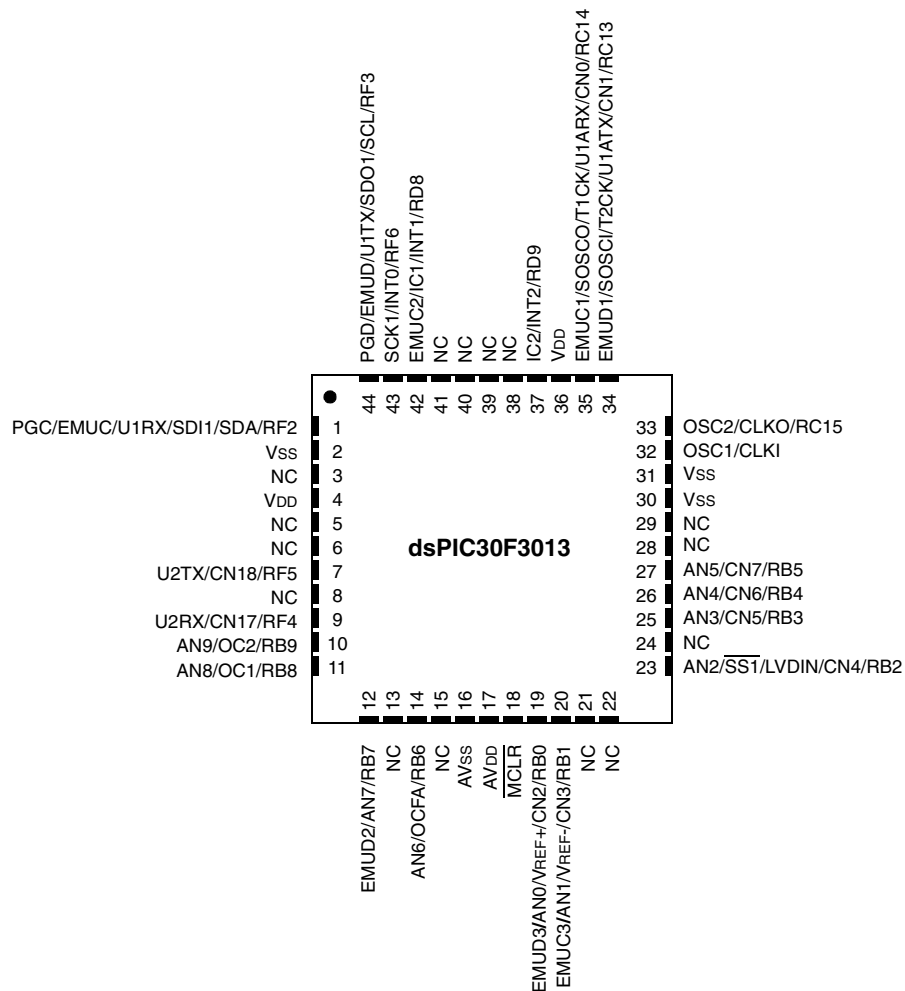 PGD/EMUD/U1TX/SDO1/SCL/RF3
SCK1/INT0/RF6
EMUC2/IC1/INT1/RD8
NC
NC
NC
NC
IC2/INT2/RD9
VDD
EMUC1/SOSCO/T1CK/U1ARX/CN0/RC14
EMUD1/SOSCI/T2CK/U1ATX/CN1/RC13
44
43
42
41
40
39
38
37
36
35
34
PGC/EMUC/U1RX/SDI1/SDA/RF2 1
VSS 2
NC 3
VDD 4
NC 5
NC 6
U2TX/CN18/RF5 7
NC 8
U2RX/CN17/RF4 9
AN9/OC2/RB9 10
AN8/OC1/RB8 11
dsPIC30F3013
33 OSC2/CLKO/RC15
32 OSC1/CLKI
31 VSS
30 VSS
29 NC
28 NC
27 AN5/CN7/RB5
26 AN4/CN6/RB4
25 AN3/CN5/RB3
24 NC
23 AN2/SS1/LVDIN/CN4/RB2
12
13
14
15
16
17
18
19
20
21
22
EMUD2/AN7/RB7
NC
AN6/OCFA/RB6
NC
AVSS
AVDD
MCLR
EMUD3/AN0/VREF+/CN2/RB0
EMUC3/AN1/VREF-/CN3/RB1
NC
NC